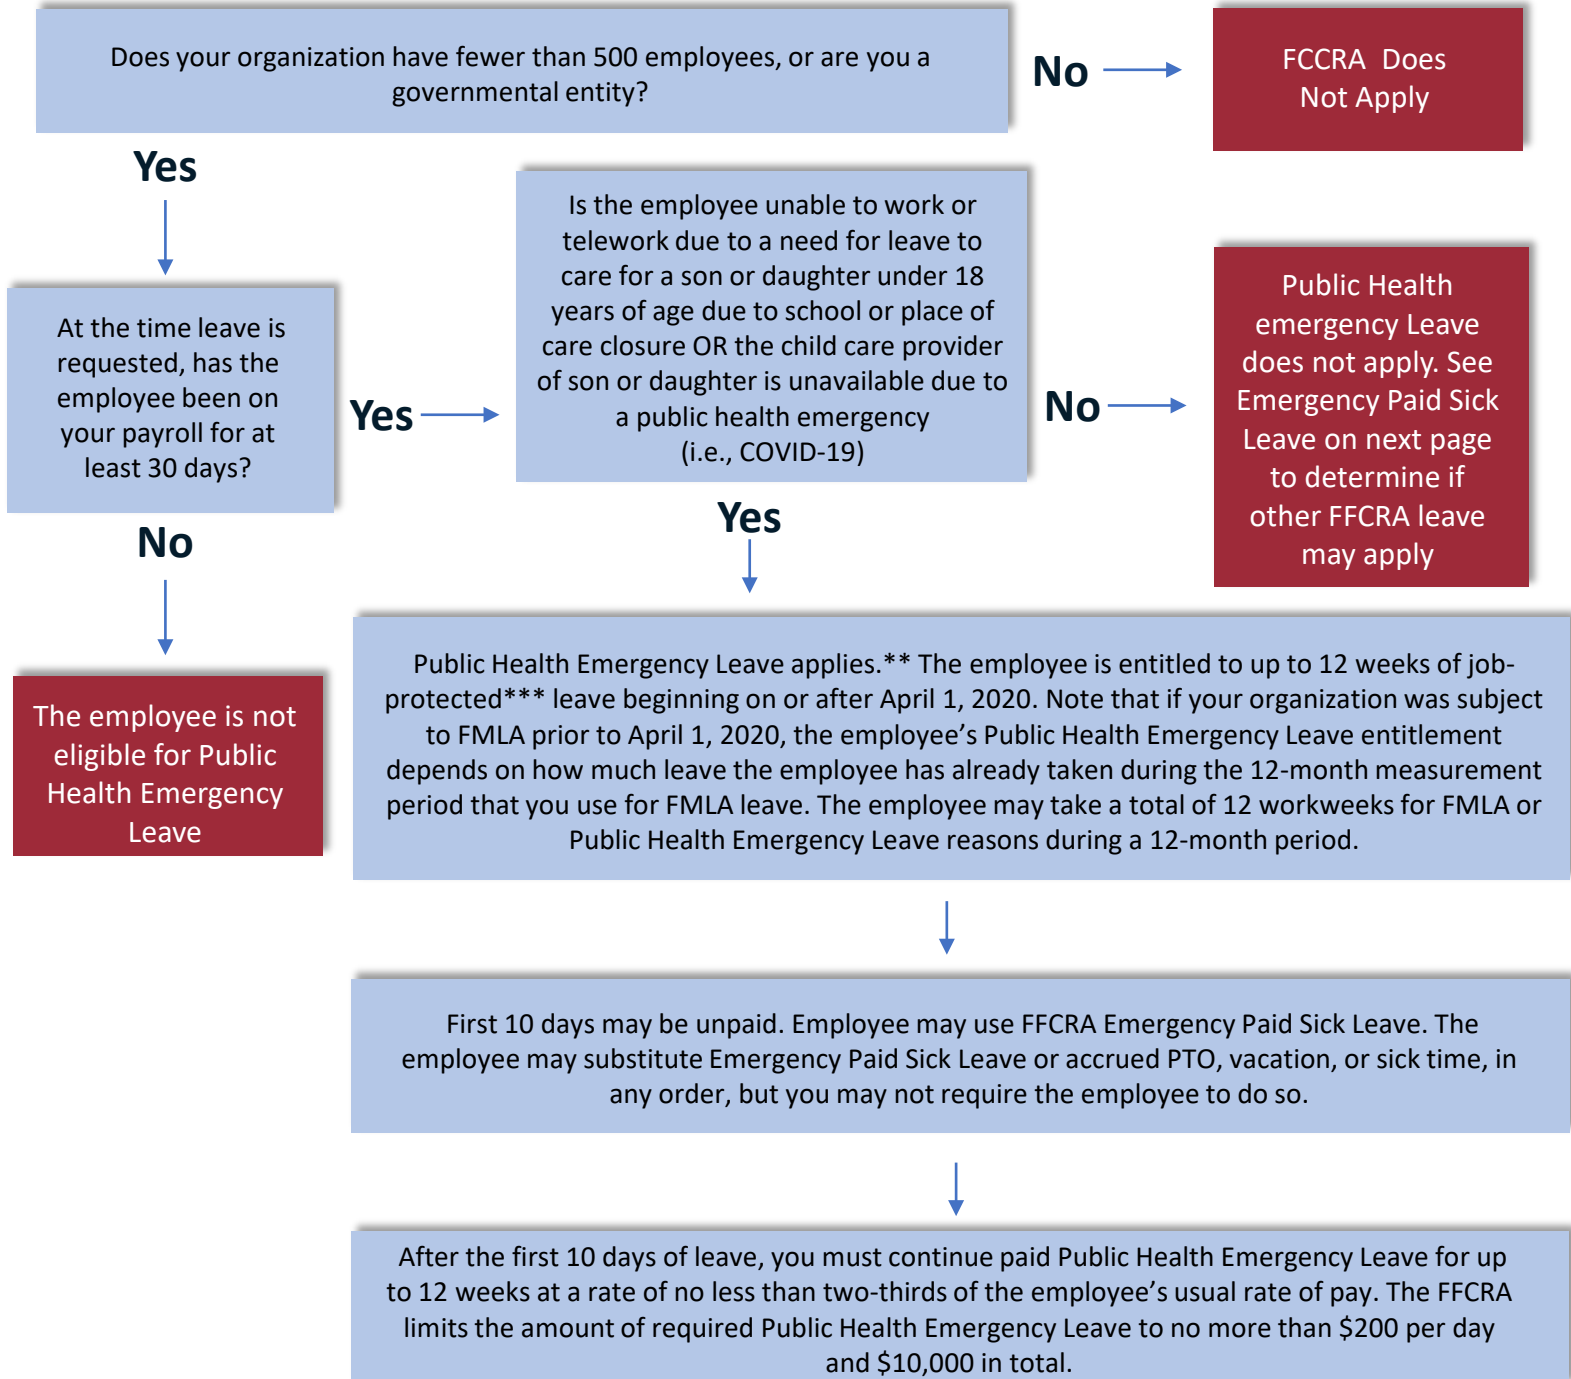 Does your organization have fewer than 500 employees, or are you a
governmental entity?
No
FCCRA Does
Not Apply
Yes
At the time leave is
requested, has the
employee been on
your payroll for at
least 30 days?
Yes
Is the employee unable to work or
telework due to a need for leave to
care for a son or daughter under 18
years of age due to school or place of
care closure OR the child care provider
of son or daughter is unavailable due to
a public health emergency
(i.e., COVID-19)
No
Public Health
emergency Leave
does not apply. See
Emergency Paid Sick
Leave on next page
to determine if
other FFCRA leave
may apply
No
The employee is not
eligible for Public
Health Emergency
Leave
Yes
Public Health Emergency Leave applies.** The employee is entitled to up to 12 weeks of job-
protected*** leave beginning on or after April 1, 2020. Note that if your organization was subject
to FMLA prior to April 1, 2020, the employee’s Public Health Emergency Leave entitlement
depends on how much leave the employee has already taken during the 12-month measurement
period that you use for FMLA leave. The employee may take a total of 12 workweeks for FMLA or
Public Health Emergency Leave reasons during a 12-month period.
First 10 days may be unpaid. Employee may use FFCRA Emergency Paid Sick Leave. The
employee may substitute Emergency Paid Sick Leave or accrued PTO, vacation, or sick time, in
any order, but you may not require the employee to do so.
After the first 10 days of leave, you must continue paid Public Health Emergency Leave for up
to 12 weeks at a rate of no less than two-thirds of the employee’s usual rate of pay. The FFCRA
limits the amount of required Public Health Emergency Leave to no more than $200 per day
and $10,000 in total.